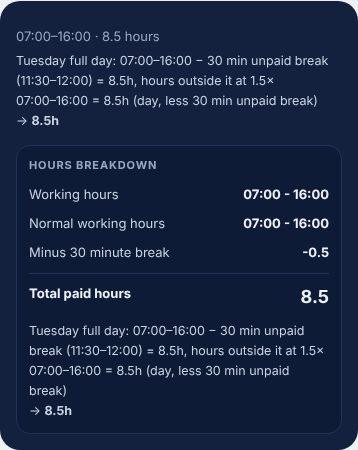 07:00–16:00 · 8.5 hours
Tuesday full day: 07:00–16:00 − 30 min unpaid break
(11:30–12:00) = 8.5h, hours outside it at 1.5×
07:00–16:00 = 8.5h (day, less 30 min unpaid break)
→ 8.5h
HOURS BREAKDOWN
Working hours 07:00 - 16:00
Normal working hours 07:00 - 16:00
Minus 30 minute break -0.5
Total paid hours 8.5
Tuesday full day: 07:00–16:00 − 30 min unpaid
break (11:30–12:00) = 8.5h, hours outside it at 1.5×
07:00–16:00 = 8.5h (day, less 30 min unpaid
break)
→ 8.5h